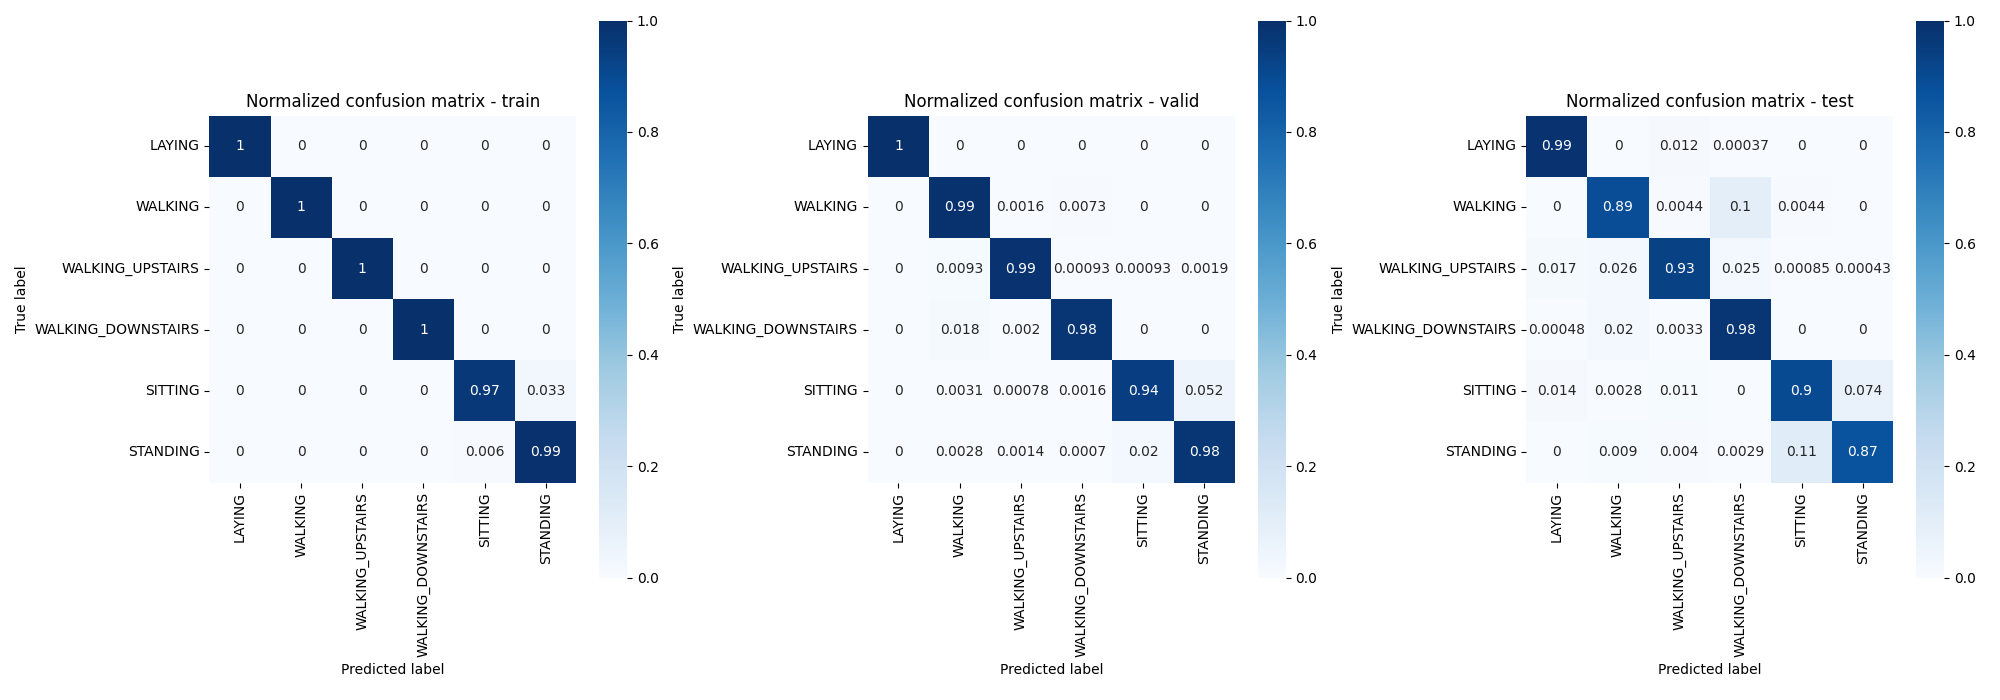 Normalized confusion matrix - train
1.0
0.8
0.6
0.4
0.2
0.0
True label
LAYING 1 0 0 0 0 0
WALKING 0 1 0 0 0 0
WALKING_UPSTAIRS 0 0 1 0 0 0
WALKING_DOWNSTAIRS 0 0 0 1 0 0
SITTING 0 0 0 0 0.97 0.033
STANDING 0 0 0 0 0.006 0.99
LAYING
WALKING
WALKING_UPSTAIRS
WALKING_DOWNSTAIRS
SITTING
STANDING
Predicted label
Normalized confusion matrix - valid
1.0
0.8
0.6
0.4
0.2
0.0
True label
LAYING 1 0 0 0 0 0
WALKING 0 0.99 0.0016 0.0073 0 0
WALKING_UPSTAIRS 0 0.0093 0.99 0.00093 0.00093 0.0019
WALKING_DOWNSTAIRS 0 0.018 0.002 0.98 0 0
SITTING 0 0.0031 0.00078 0.0016 0.94 0.052
STANDING 0 0.0028 0.0014 0.0007 0.02 0.98
LAYING
WALKING
WALKING_UPSTAIRS
WALKING_DOWNSTAIRS
SITTING
STANDING
Predicted label
Normalized confusion matrix - test
1.0
0.8
0.6
0.4
0.2
0.0
True label
LAYING 0.99 0 0.012 0.00037 0 0
WALKING 0 0.89 0.0044 0.1 0.0044 0
WALKING_UPSTAIRS 0.017 0.026 0.93 0.025 0.00085 0.00043
WALKING_DOWNSTAIRS 0.00048 0.02 0.0033 0.98 0 0
SITTING 0.014 0.0028 0.011 0 0.9 0.074
STANDING 0 0.009 0.004 0.0029 0.11 0.87
LAYING
WALKING
WALKING_UPSTAIRS
WALKING_DOWNSTAIRS
SITTING
STANDING
Predicted label